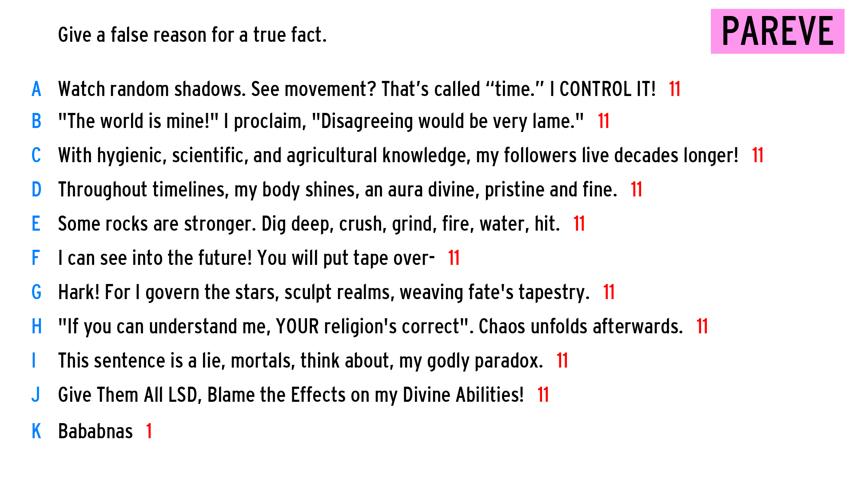 Give a false reason for a true fact.
PAREVE
A Watch random shadows. See movement? That's called “time.” I CONTROL IT! 11
B "The world is mine!" I proclaim, "Disagreeing would be very lame." 11
C With hygienic, scientific, and agricultural knowledge, my followers live decades longer! 11
D Throughout timelines, my body shines, an aura divine, pristine and fine. 11
E Some rocks are stronger. Dig deep, crush, grind, fire, water, hit. 11
F I can see into the future! You will put tape over- 11
G Hark! For I govern the stars, sculpt realms, weaving fate's tapestry. 11
H "If you can understand me, YOUR religion's correct". Chaos unfolds afterwards. 11
I This sentence is a lie, mortals, think about, my godly paradox. 11
J Give Them All LSD, Blame the Effects on my Divine Abilities! 11
K Bababnas 1